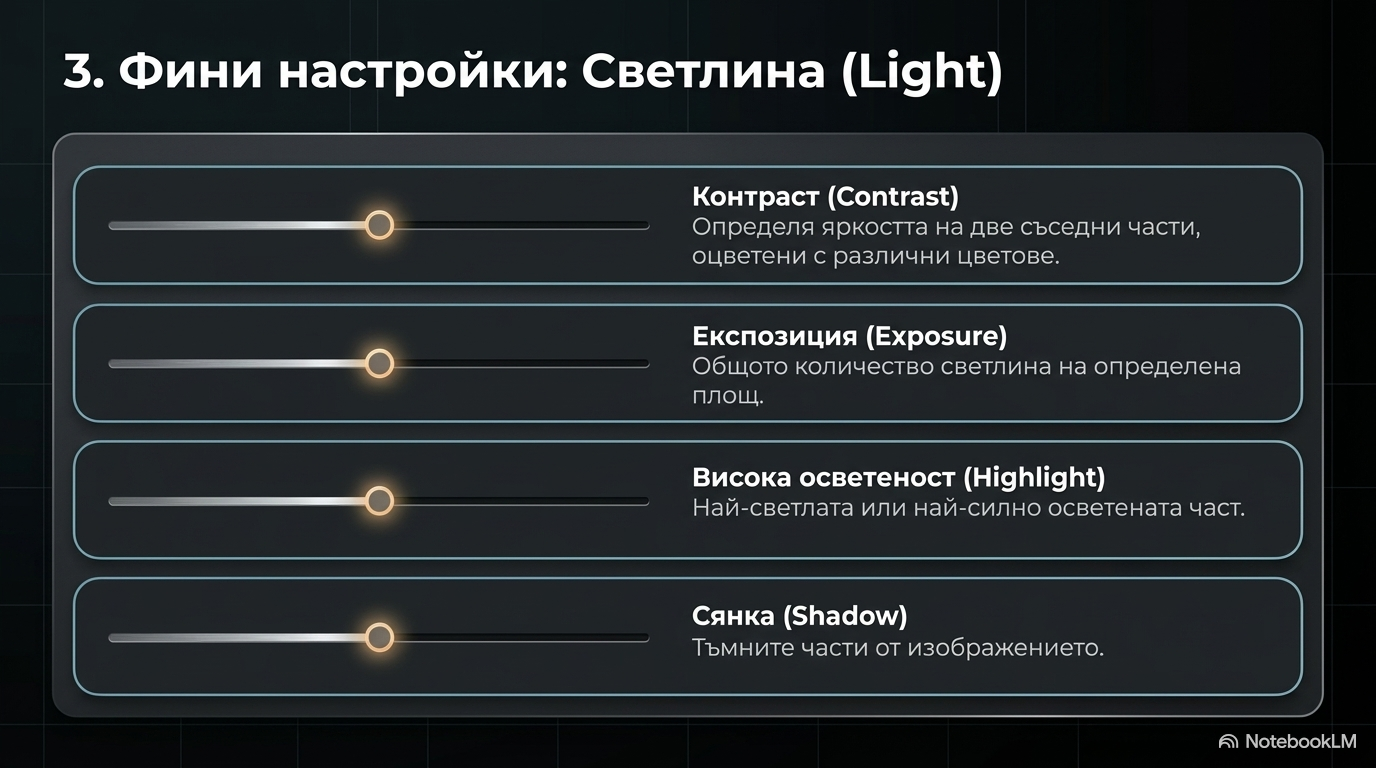 3. Фини настройки: Светлина (Light)
Контраст (Contrast)
Определя яркостта на две съседни части,
оцветени с различни цветове.
Експозиция (Exposure)
Общото количество светлина на определена
площ.
Висока осветеност (Highlight)
Най-светлата или най-силно осветената част.
Сянка (Shadow)
Тъмните части от изображението.
NotebookLM